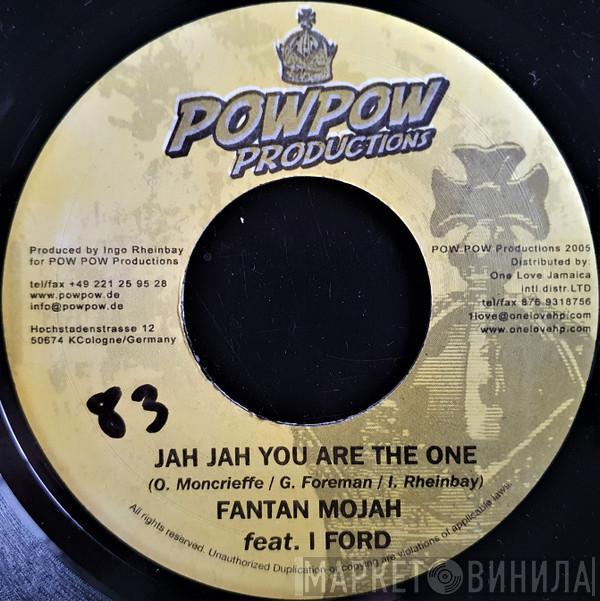 POWPOW
PRODUCTIONS
Produced by Ingo Rheinbay
for POW POW Productions
tel/fax +49 221 25 95 28
www.powpow.de
info@powpow.de
Hochstadenstrasse 12
50674 KCologne/Germany
POW POW Productions 2005
Distributed by:
One Love Jamaica
intl.distr.LTD
tel/fax 876 9318756
1love@onelovehp.com
www.onelovehp.com
83
JAH JAH YOU ARE THE ONE
(O. Moncrieffe / G. Foreman / I. Rheinbay)
FANTAN MOJAH
feat. I FORD
All rights reserved. Unauthorized Duplication or copying are violations of applicable laws.
МАРКЕТ ВИНИЛА